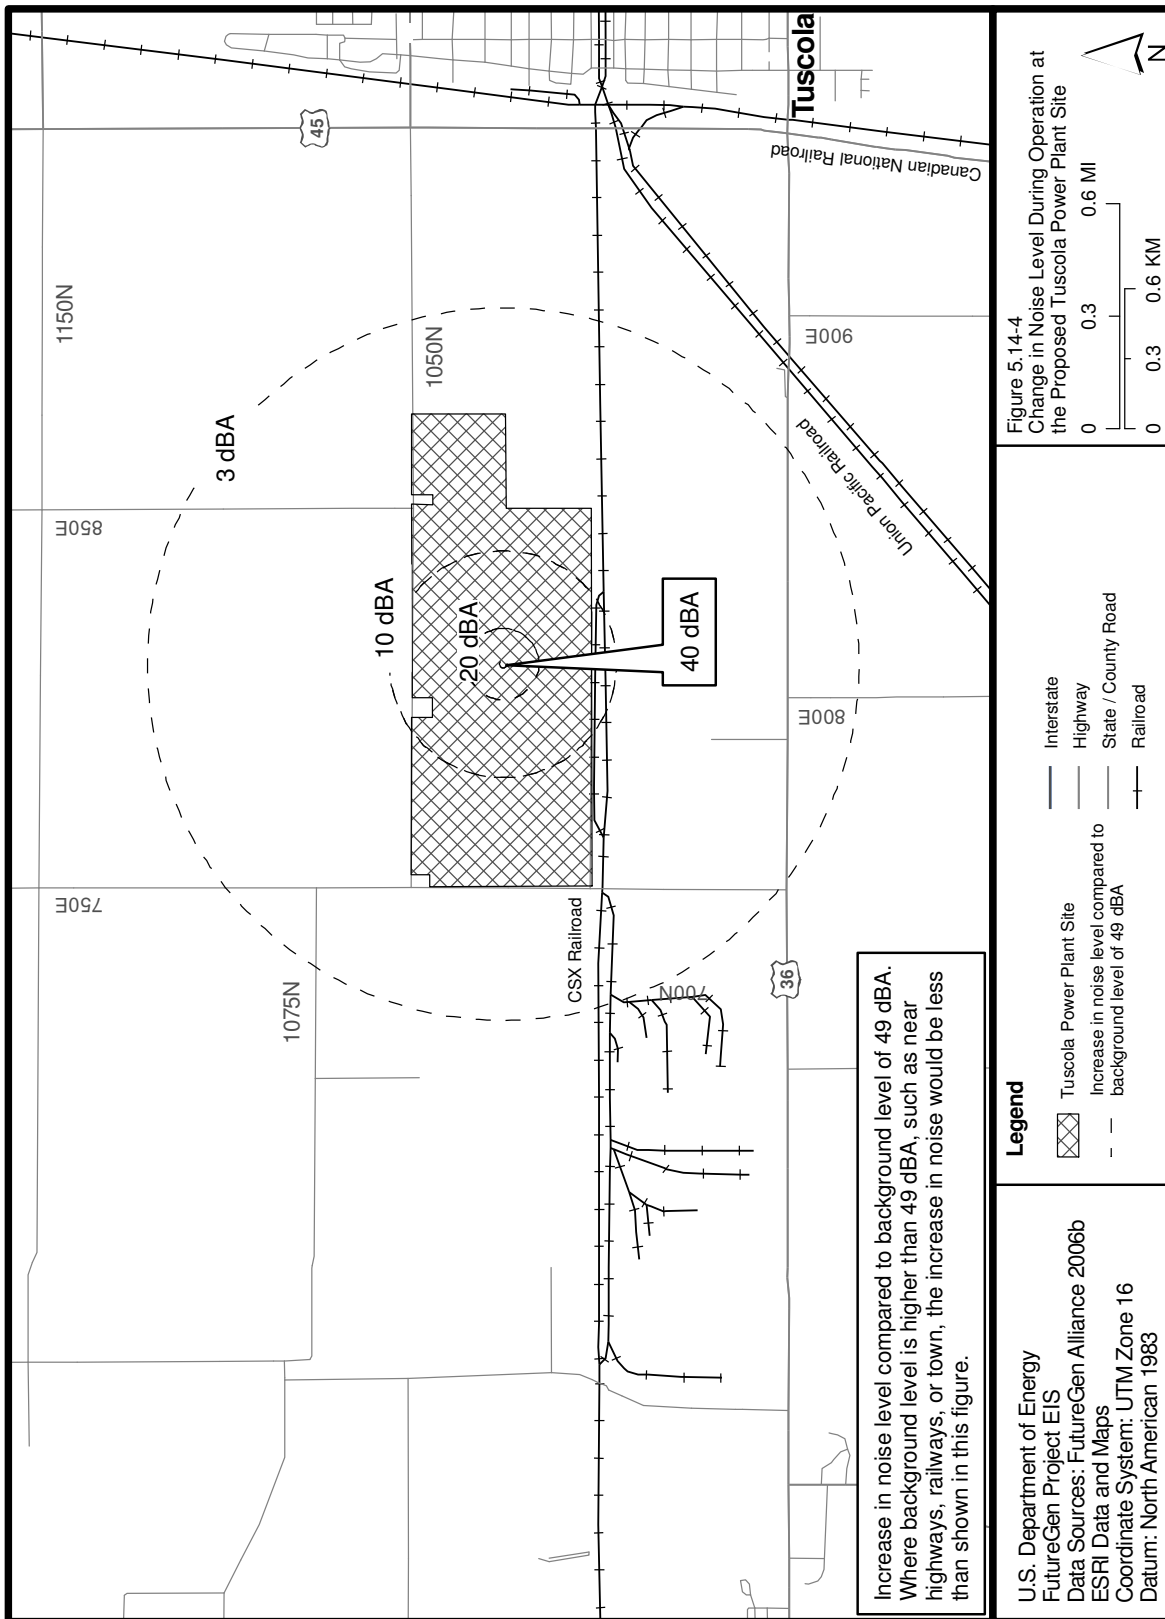 Tuscola
45
1150N
1050N
1075N
3 dBA
10 dBA
20 dBA
40 dBA
850E
750E
900E
800E
700N
36
CSX Railroad
Canadian National Railroad
Union Pacific Railroad
Increase in noise level compared to background level of 49 dBA.
Where background level is higher than 49 dBA, such as near
highways, railways, or town, the increase in noise would be less
than shown in this figure.
U.S. Department of Energy
FutureGen Project EIS
Data Sources: FutureGen Alliance 2006b
ESRI Data and Maps
Coordinate System: UTM Zone 16
Datum: North American 1983
Legend
Tuscola Power Plant Site
Increase in noise level compared to
background level of 49 dBA
Interstate
Highway
State / County Road
Railroad
Figure 5.14-4
Change in Noise Level During Operation at
the Proposed Tuscola Power Plant Site
0 0.3 0.6 MI
0 0.3 0.6 KM
N